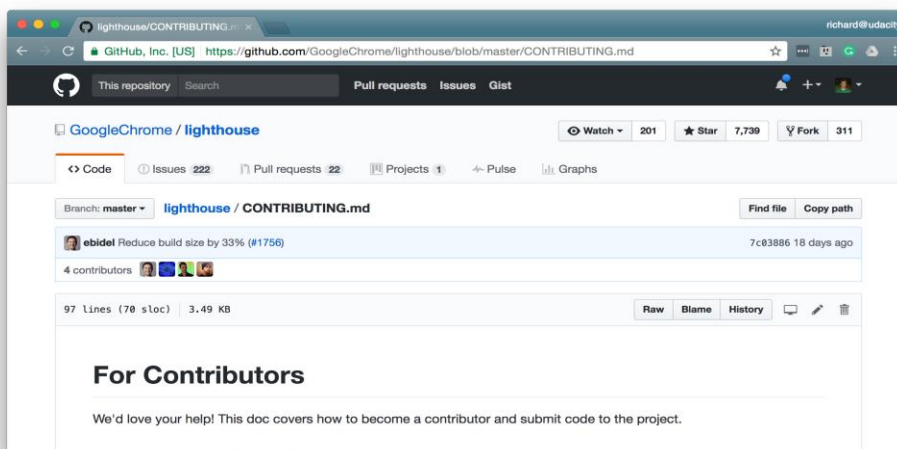 lighthouse/CONTRIBUTING.m ×
richard@udacity
GitHub, Inc. [US] https://github.com/GoogleChrome/lighthouse/blob/master/CONTRIBUTING.md
This repository Search Pull requests Issues Gist
GoogleChrome / lighthouse Watch 201 Star 7,739 Fork 311
<> Code Issues 222 Pull requests 22 Projects 1 Pulse Graphs
Branch: master lighthouse / CONTRIBUTING.md Find file Copy path
ebidel Reduce build size by 33% (#1756) 7c03886 18 days ago
4 contributors
97 lines (70 sloc) 3.49 KB Raw Blame History
For Contributors
We'd love your help! This doc covers how to become a contributor and submit code to the project.